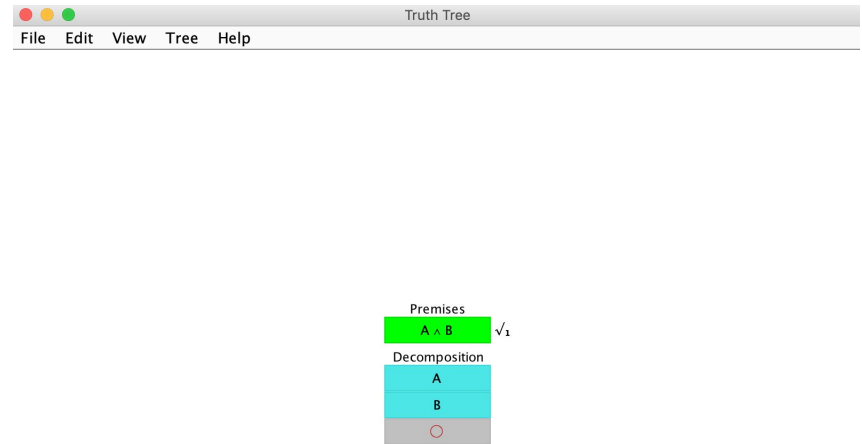 Truth Tree
File Edit View Tree Help
Premises
A ∧ B √₁
Decomposition
A
B